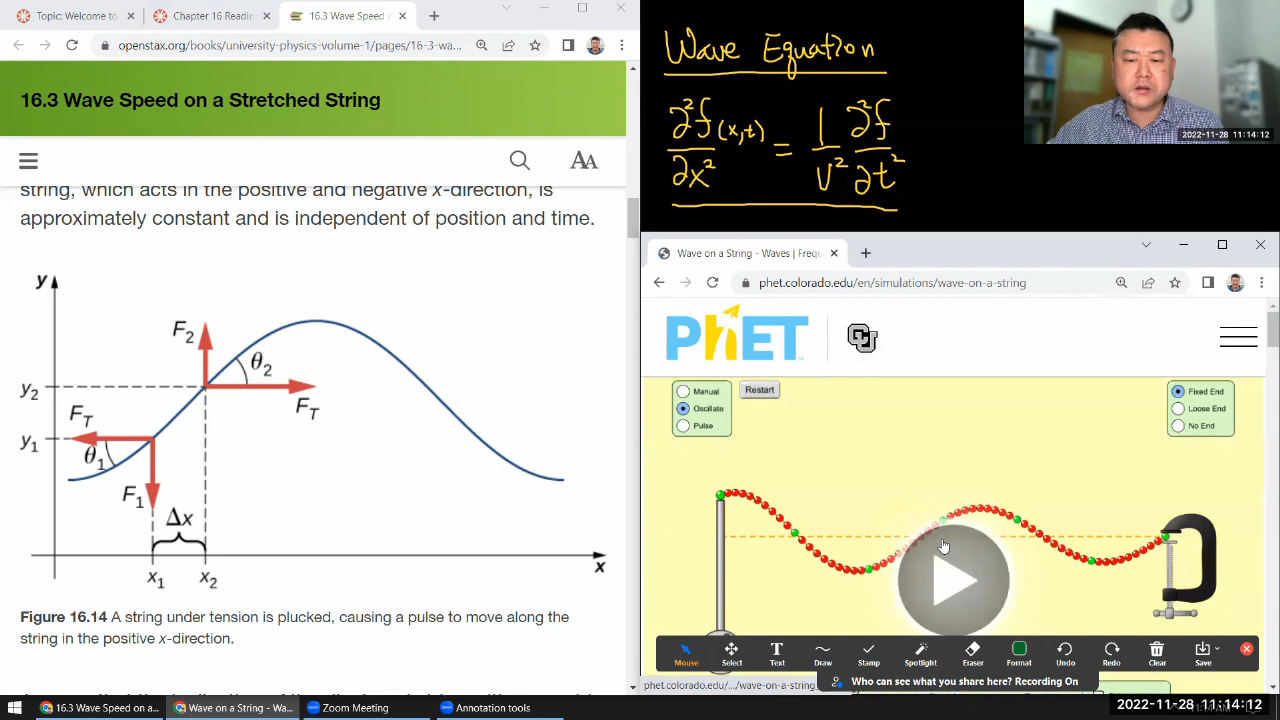 Topic: Welcome to
Chapter 16 Readin
16.3 Wave Speed o
openstax.org/books/university-physics-volume-1/pages/16-3-wa...
16.3 Wave Speed on a Stretched String
AA
string, which acts in the positive and negative x-direction, is
approximately constant and is independent of position and time.
y
F2
θ2
y2
FT
FT
y1
θ1
F1
Δx
x1 x2
x
Figure 16.14 A string under tension is plucked, causing a pulse to move along the
string in the positive x-direction.
Wave Equation
∂²f/∂x² (x,t) = 1/v² ∂²f/∂t²
2022-11-28 11:14:12
Wave on a String - Waves | Frequ
phet.colorado.edu/en/simulations/wave-on-a-string
PhET
CU
Manual
Oscillate
Pulse
Restart
Fixed End
Loose End
No End
Mouse Select Text Draw Stamp Spotlight Eraser Format Undo Redo Clear Save
Who can see what you share here? Recording On
phet.colorado.edu/.../wave-on-a-string
16.3 Wave Speed on a...
Wave on a String - Wa...
Zoom Meeting
Annotation tools
2022-11-28 11:14:12